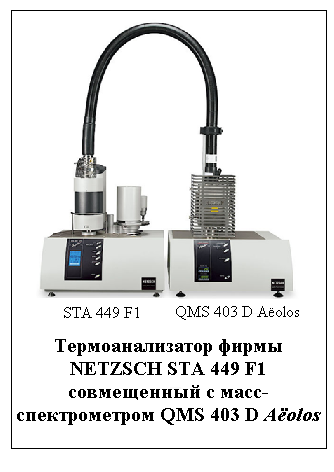 STA 449 F1 QMS 403 D Aëolos
Термоанализатор фирмы
NETZSCH STA 449 F1
совмещенный с масс-
спектрометром QMS 403 D Aëolos